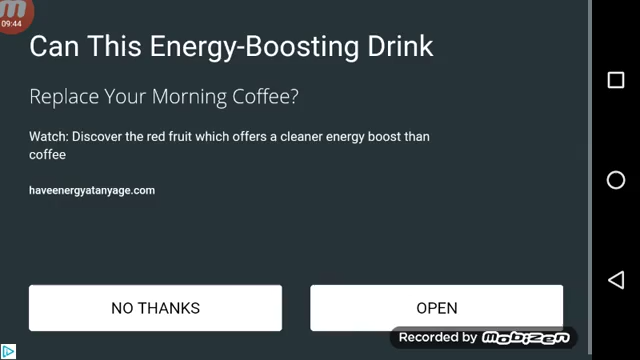 09:44
Can This Energy-Boosting Drink
Replace Your Morning Coffee?
Watch: Discover the red fruit which offers a cleaner energy boost than
coffee
haveenergyatanyage.com
NO THANKS
OPEN
Recorded by mobizen